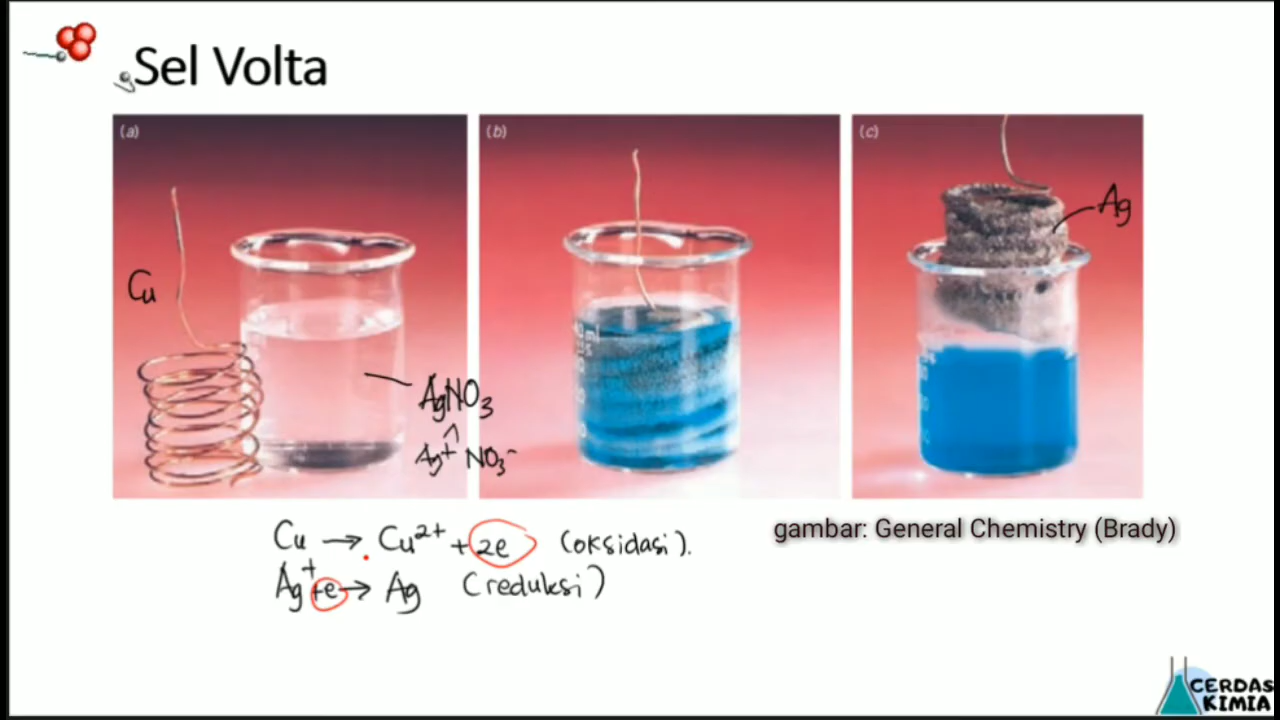 Sel Volta
(a)
(b)
(c)
Cu
Ag
AgNO₃
Ag⁺ NO₃⁻
Cu → Cu²⁺ + 2e (oksidasi).
Ag⁺ + e → Ag (reduksi)
gambar: General Chemistry (Brady)
CERDAS
KIMIA